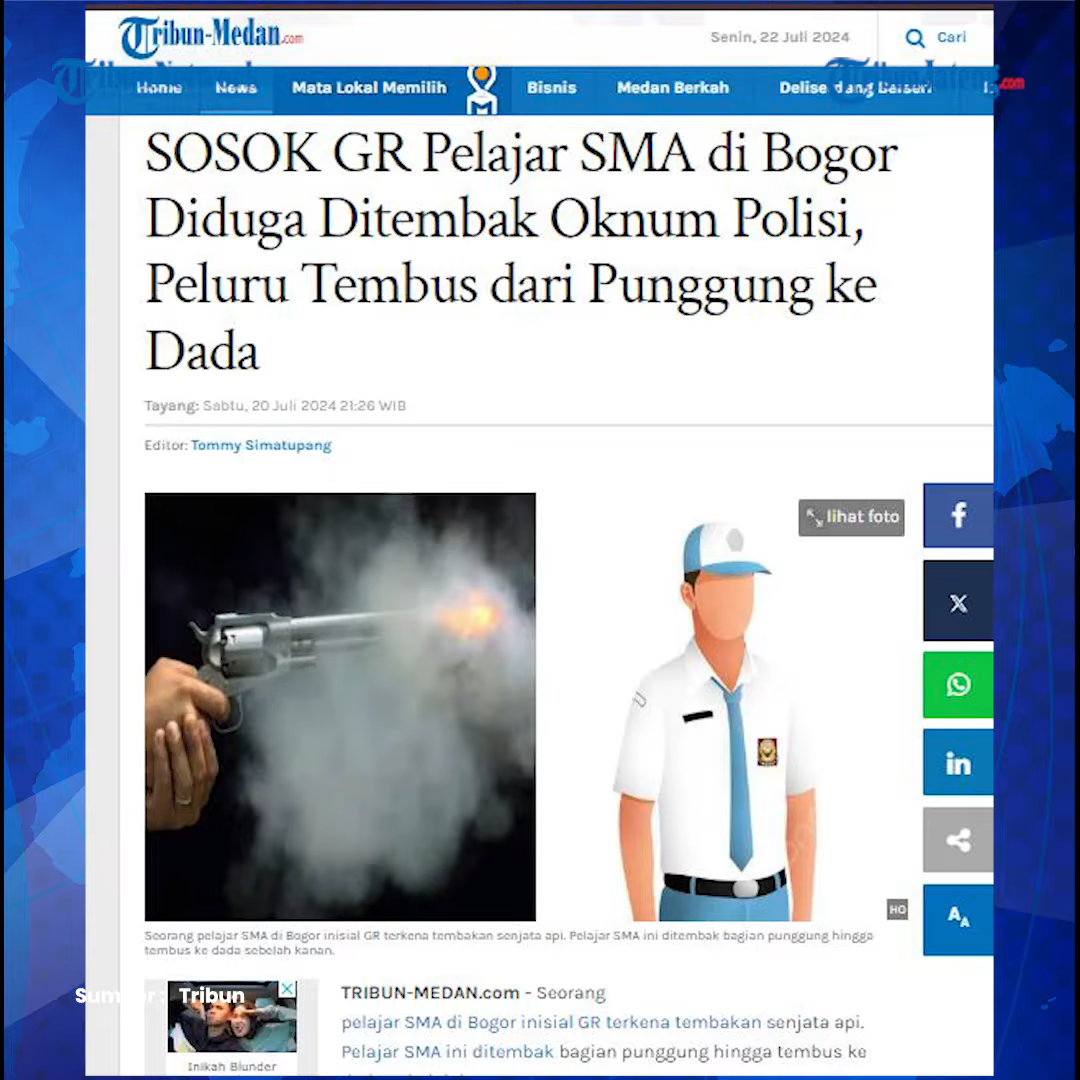 Tribun-Medan.com
Senin, 22 Juli 2024
Cari
Tribun Network
TribunJateng.com
Home
News
Mata Lokal Memilih
Bisnis
Medan Berkah
SOSOK GR Pelajar SMA di Bogor
Diduga Ditembak Oknum Polisi,
Peluru Tembus dari Punggung ke
Dada
Tayang: Sabtu, 20 Juli 2024 21:26 WIB
Editor: Tommy Simatupang
lihat foto
HO
Seorang pelajar SMA di Bogor inisial GR terkena tembakan senjata api. Pelajar SMA ini ditembak bagian punggung hingga
tembus ke dada sebelah kanan.
Sumber: Tribun
Inikah Blunder
TRIBUN-MEDAN.com - Seorang
pelajar SMA di Bogor inisial GR terkena tembakan senjata api.
Pelajar SMA ini ditembak bagian punggung hingga tembus ke